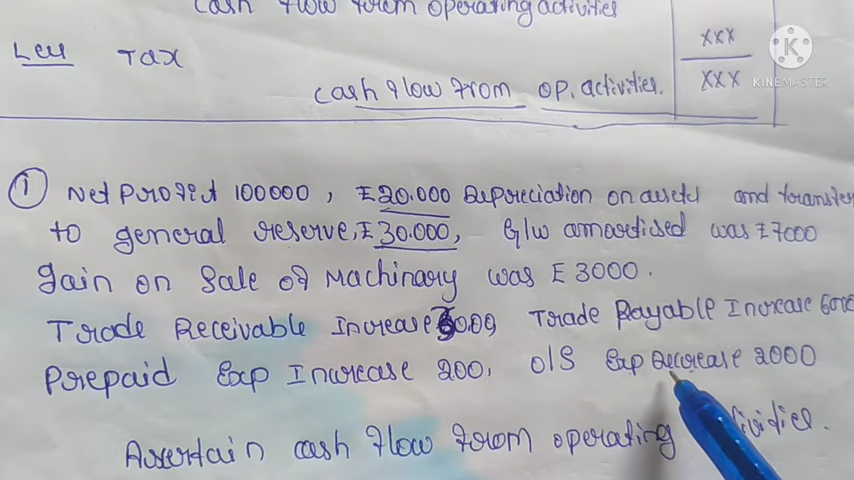 cash flow from operating activities
xxx
K
KINEMASTER
Less Tax
xxx
cash flow from op. activities.
① Net Profit 100000, ₹20.000 Depreciation on asset and transfer
to general reserve, ₹30.000, G/w amortised was ₹7000
gain on Sale of Machinary was ₹3000.
Trade Receivable Increase Trade Payable Increase
Prepaid Exp Increase 200, O/S Exp Decrease 2000
Ascertain cash flow from operating